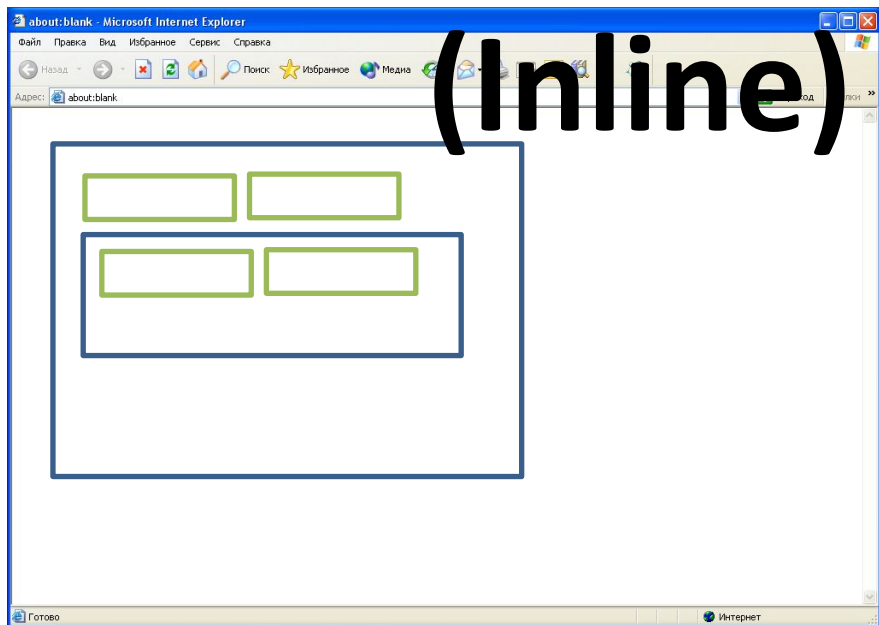 about:blank - Microsoft Internet Explorer
(Inline)
Файл Правка Вид Избранное Сервис Справка
Назад Поиск Избранное Медиа
Адрес: about:blank
Готово Интернет